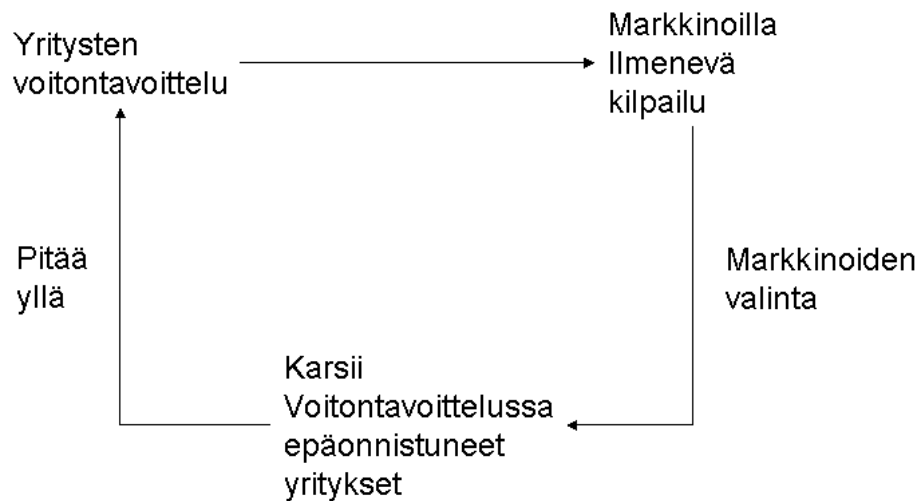 Yritysten
voitontavoittelu
Markkinoilla
Ilmenevä
kilpailu
Pitää
yllä
Markkinoiden
valinta
Karsii
Voitontavoittelussa
epäonnistuneet
yritykset